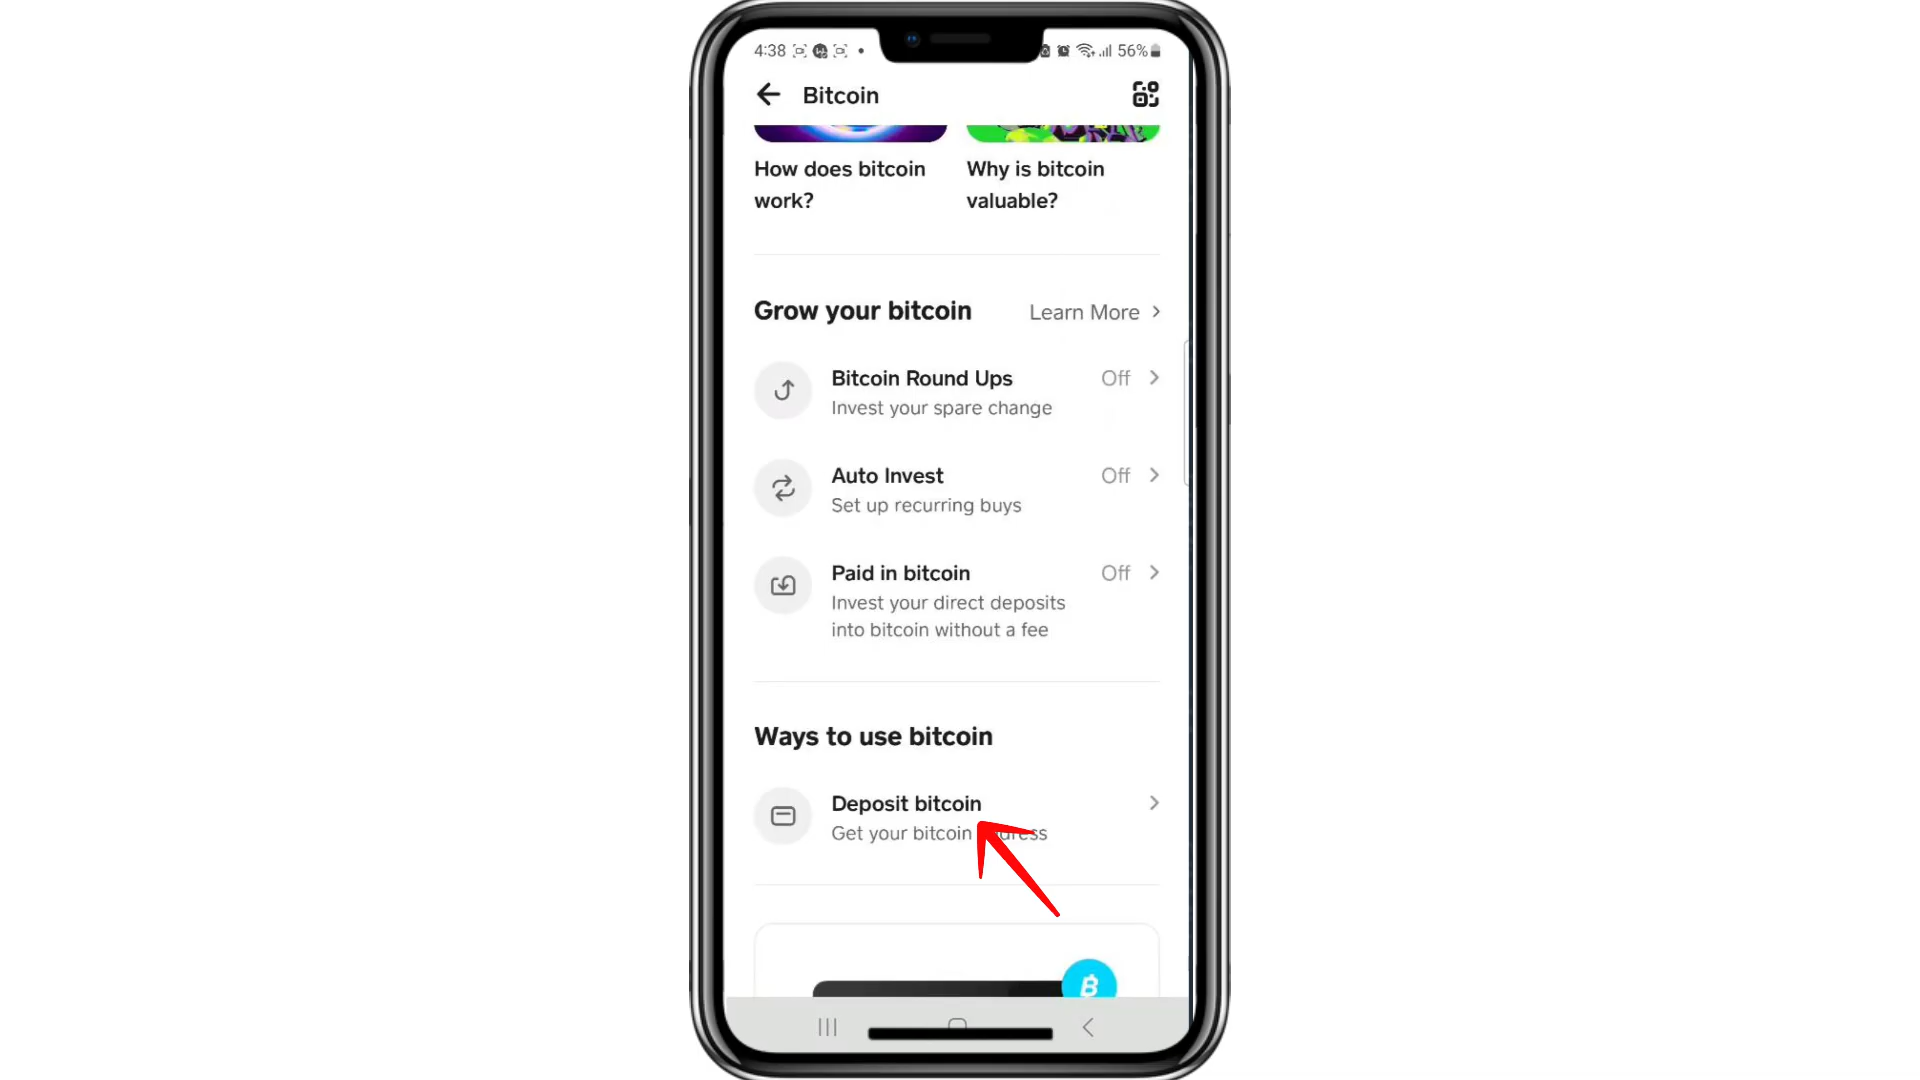 4:38 56%
Bitcoin
How does bitcoin Why is bitcoin
work? valuable?
Grow your bitcoin Learn More
Bitcoin Round Ups Off
Invest your spare change
Auto Invest Off
Set up recurring buys
Paid in bitcoin Off
Invest your direct deposits
into bitcoin without a fee
Ways to use bitcoin
Deposit bitcoin
Get your bitcoin